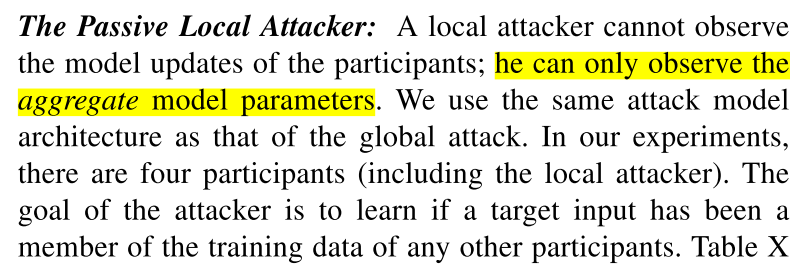 The Passive Local Attacker: A local attacker cannot observe
the model updates of the participants; he can only observe the
aggregate model parameters. We use the same attack model
architecture as that of the global attack. In our experiments,
there are four participants (including the local attacker). The
goal of the attacker is to learn if a target input has been a
member of the training data of any other participants. Table X